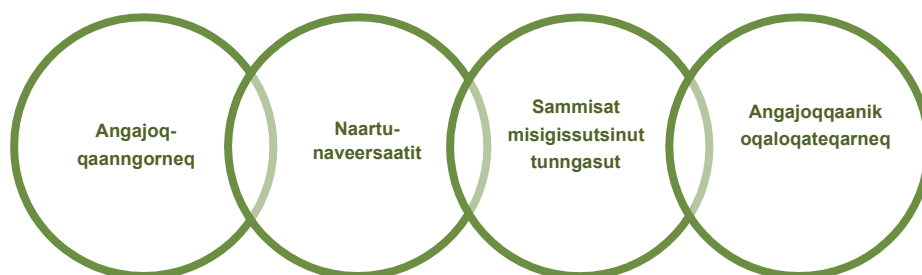 Angajoq-
qaanngorneq
Naartu-
naveersaatit
Sammisat
misigissutsinut
tunngasut
Angajoqqaanik
oqaloqateqarneq